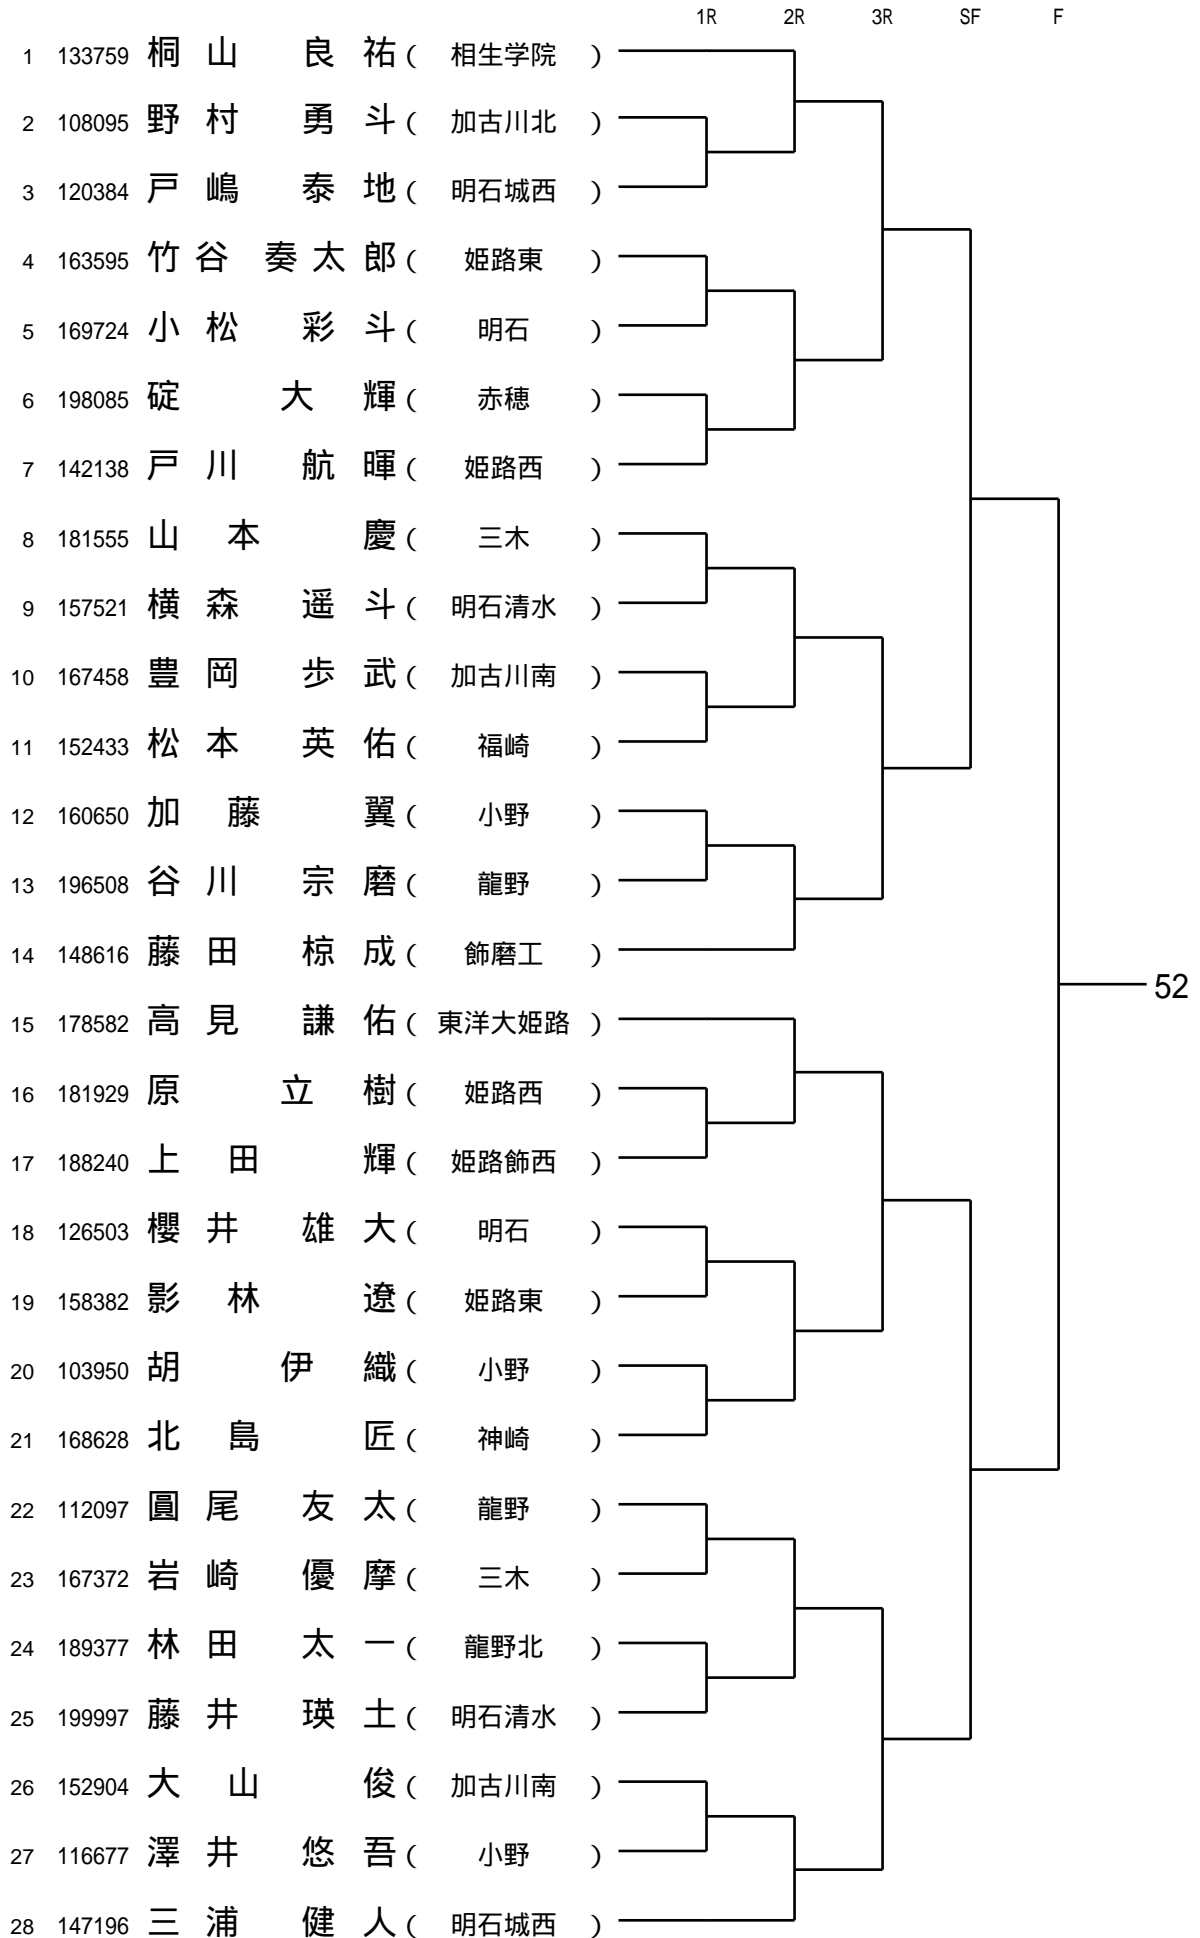 1R 2R 3R SF F
1 133759 桐山 良祐 ( 相生学院 )
2 108095 野村 勇斗 ( 加古川北 )
3 120384 戸嶋 泰地 ( 明石城西 )
4 163595 竹谷 奏太郎 ( 姫路東 )
5 169724 小松 彩斗 ( 明石 )
6 198085 碇 大輝 ( 赤穂 )
7 142138 戸川 航暉 ( 姫路西 )
8 181555 山本 慶 ( 三木 )
9 157521 横森 遥斗 ( 明石清水 )
10 167458 豊岡 歩武 ( 加古川南 )
11 152433 松本 英佑 ( 福崎 )
12 160650 加藤 翼 ( 小野 )
13 196508 谷川 宗磨 ( 龍野 )
14 148616 藤田 椋成 ( 飾磨工 )
52
15 178582 高見 謙佑 ( 東洋大姫路 )
16 181929 原 立樹 ( 姫路西 )
17 188240 上田 輝 ( 姫路飾西 )
18 126503 櫻井 雄大 ( 明石 )
19 158382 影林 遼 ( 姫路東 )
20 103950 胡 伊織 ( 小野 )
21 168628 北島 匠 ( 神崎 )
22 112097 圓尾 友太 ( 龍野 )
23 167372 岩崎 優摩 ( 三木 )
24 189377 林田 太一 ( 龍野北 )
25 199997 藤井 瑛土 ( 明石清水 )
26 152904 大山 俊 ( 加古川南 )
27 116677 澤井 悠吾 ( 小野 )
28 147196 三浦 健人 ( 明石城西 )